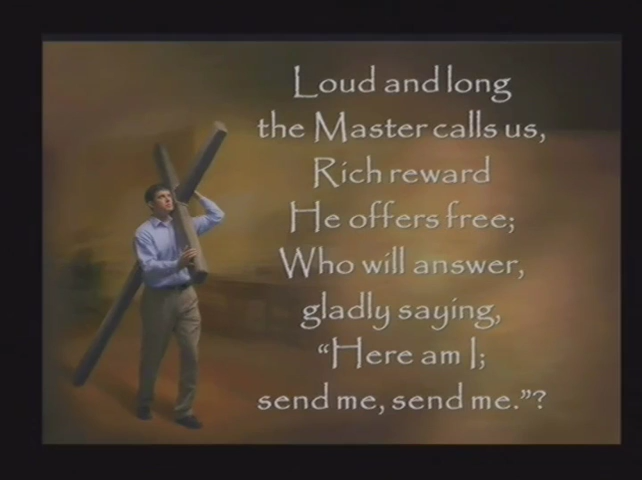 Loud and long
the Master calls us,
Rich reward
He offers free;
Who will answer,
gladly saying,
“Here am I;
send me, send me.”?